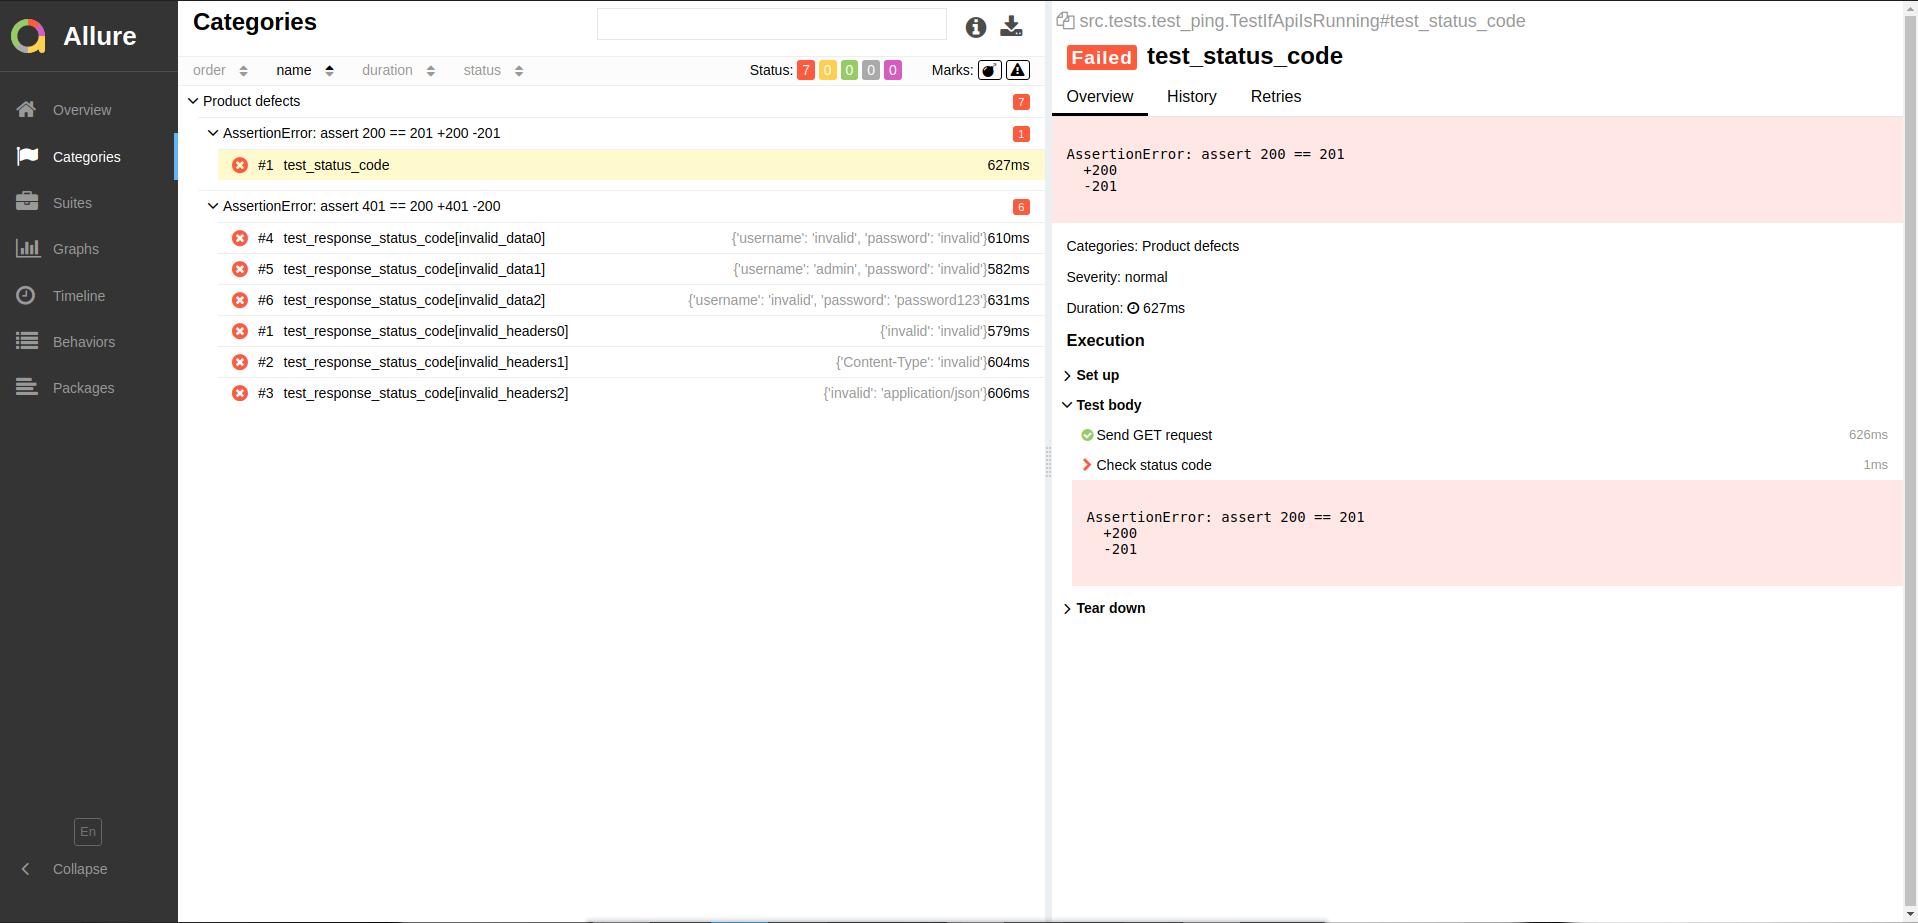 Allure
Overview
Categories
Suites
Graphs
Timeline
Behaviors
Packages
En
Collapse
Categories
order name duration status Status: 7 0 0 0 0 Marks:
Product defects 7
AssertionError: assert 200 == 201 +200 -201 1
#1 test_status_code 627ms
AssertionError: assert 401 == 200 +401 -200 6
#4 test_response_status_code[invalid_data0] {'username': 'invalid', 'password': 'invalid'}610ms
#5 test_response_status_code[invalid_data1] {'username': 'admin', 'password': 'invalid'}582ms
#6 test_response_status_code[invalid_data2] {'username': 'invalid', 'password': 'password123'}631ms
#1 test_response_status_code[invalid_headers0] {'invalid': 'invalid'}579ms
#2 test_response_status_code[invalid_headers1] {'Content-Type': 'invalid'}604ms
#3 test_response_status_code[invalid_headers2] {'invalid': 'application/json'}606ms
src.tests.test_ping.TestIfApiIsRunning#test_status_code
Failed test_status_code
Overview History Retries
AssertionError: assert 200 == 201
+200
-201
Categories: Product defects
Severity: normal
Duration: 627ms
Execution
Set up
Test body
Send GET request 626ms
Check status code 1ms
AssertionError: assert 200 == 201
+200
-201
Tear down